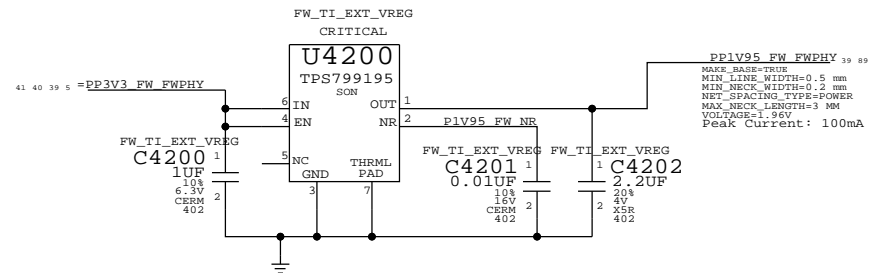 FW_TI_EXT_VREG
CRITICAL
U4200
TPS799195
SON
PP1V95_FW_FWPHY 39 89
MAKE_BASE=TRUE
MIN_LINE_WIDTH=0.5 mm
MIN_NECK_WIDTH=0.2 mm
NET_SPACING_TYPE=POWER
MAX_NECK_LENGTH=3 MM
VOLTAGE=1.96V
Peak Current: 100mA
41 40 39 5 =PP3V3_FW_FWPHY
6 IN OUT 1
4 EN NR 2 P1V95_FW_NR
5 NC
THRML
GND PAD
3 7
FW_TI_EXT_VREG
C4200 1
1UF
10%
6.3V
CERM 2
402
FW_TI_EXT_VREG
C4201 1
0.01UF
10%
16V 2
CERM
402
FW_TI_EXT_VREG
1 C4202
2.2UF
20%
2 4V
X5R
402